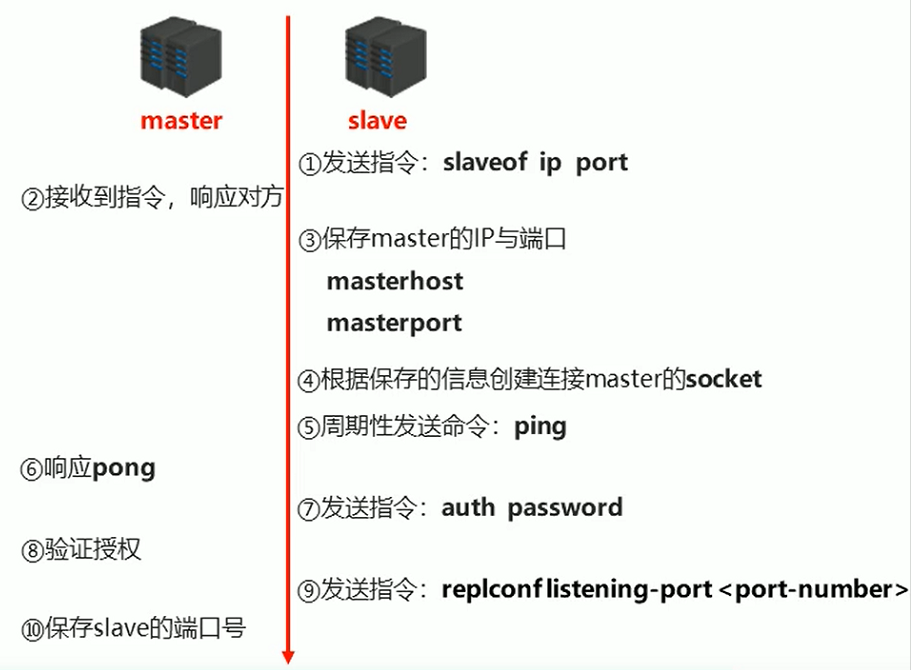 master
slave
①发送指令：slaveof ip port
②接收到指令，响应对方
③保存master的IP与端口
masterhost
masterport
④根据保存的信息创建连接master的socket
⑤周期性发送命令：ping
⑥响应pong
⑦发送指令：auth password
⑧验证授权
⑨发送指令：replconf listening-port <port-number>
⑩保存slave的端口号